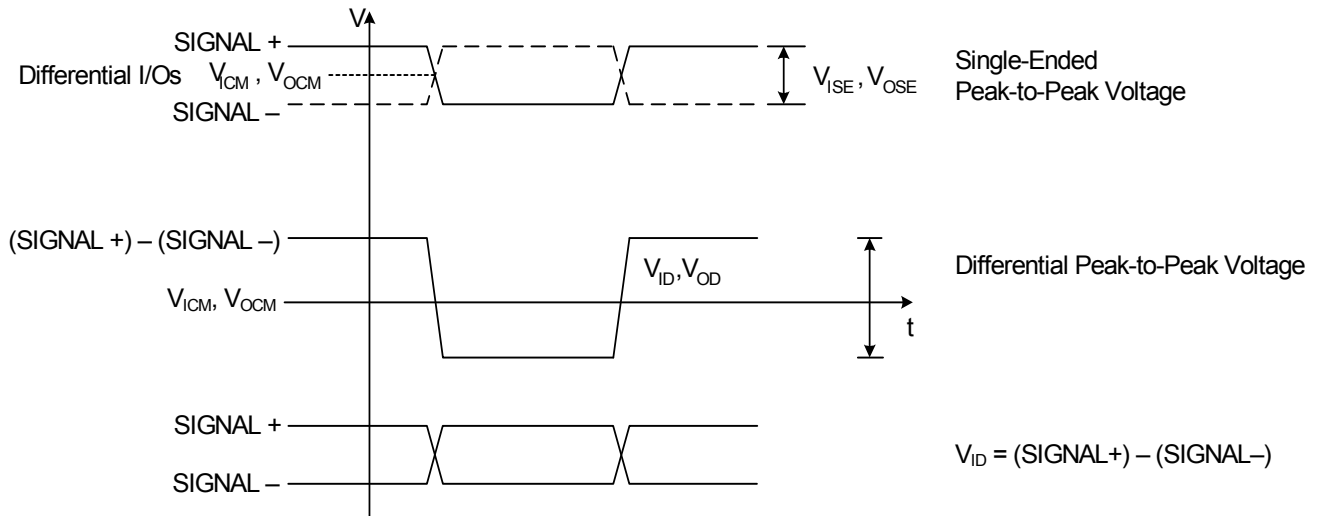 V
SIGNAL +
Differential I/Os V_ICM , V_OCM
SIGNAL –
V_ISE , V_OSE
Single-Ended
Peak-to-Peak Voltage
(SIGNAL +) – (SIGNAL –)
V_ID, V_OD
Differential Peak-to-Peak Voltage
V_ICM, V_OCM
t
SIGNAL +
SIGNAL –
V_ID = (SIGNAL+) – (SIGNAL–)